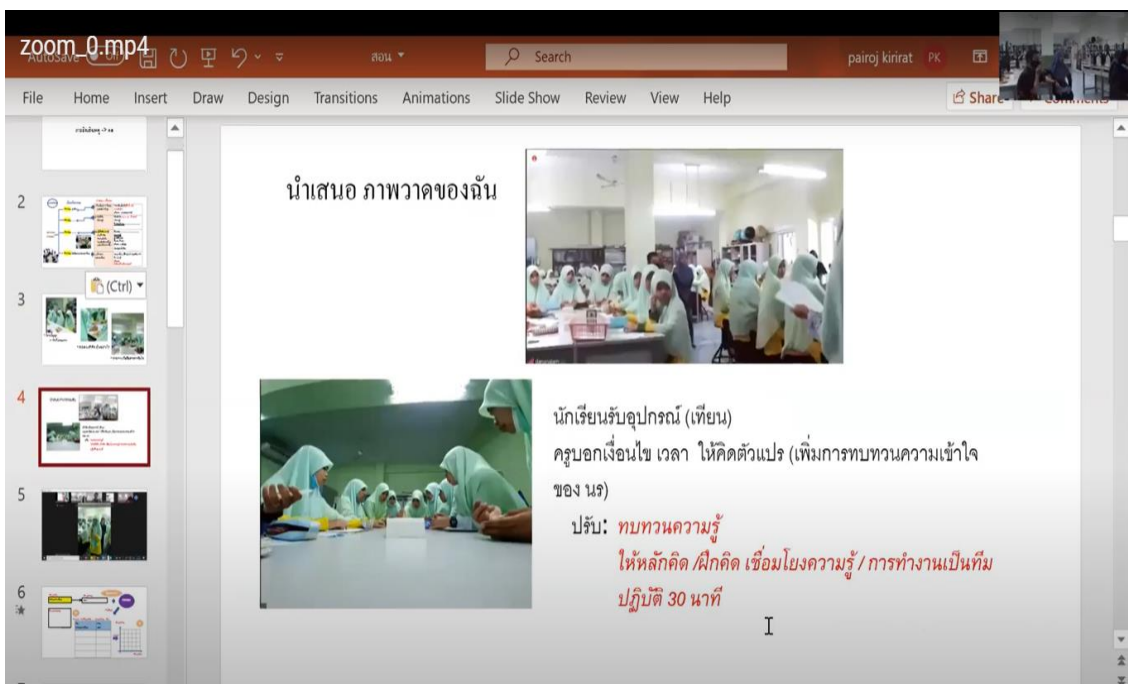 zoom_0.mp4
AutoSave Off สอน Search pairoj kirirat PK
File Home Insert Draw Design Transitions Animations Slide Show Review View Help Share Comments
2
3
(Ctrl)
4
5
6
นำเสนอ ภาพวาดของฉัน
นักเรียนรับอุปกรณ์ (เทียน)
ครูบอกเงื่อนไข เวลา ให้คิดตัวแปร (เพิ่มการทบทวนความเข้าใจ
ของ นร)
ปรับ: ทบทวนความรู้
ให้หลักคิด /ฝึกคิด เชื่อมโยงความรู้ / การทำงานเป็นทีม
ปฏิบัติ 30 นาที